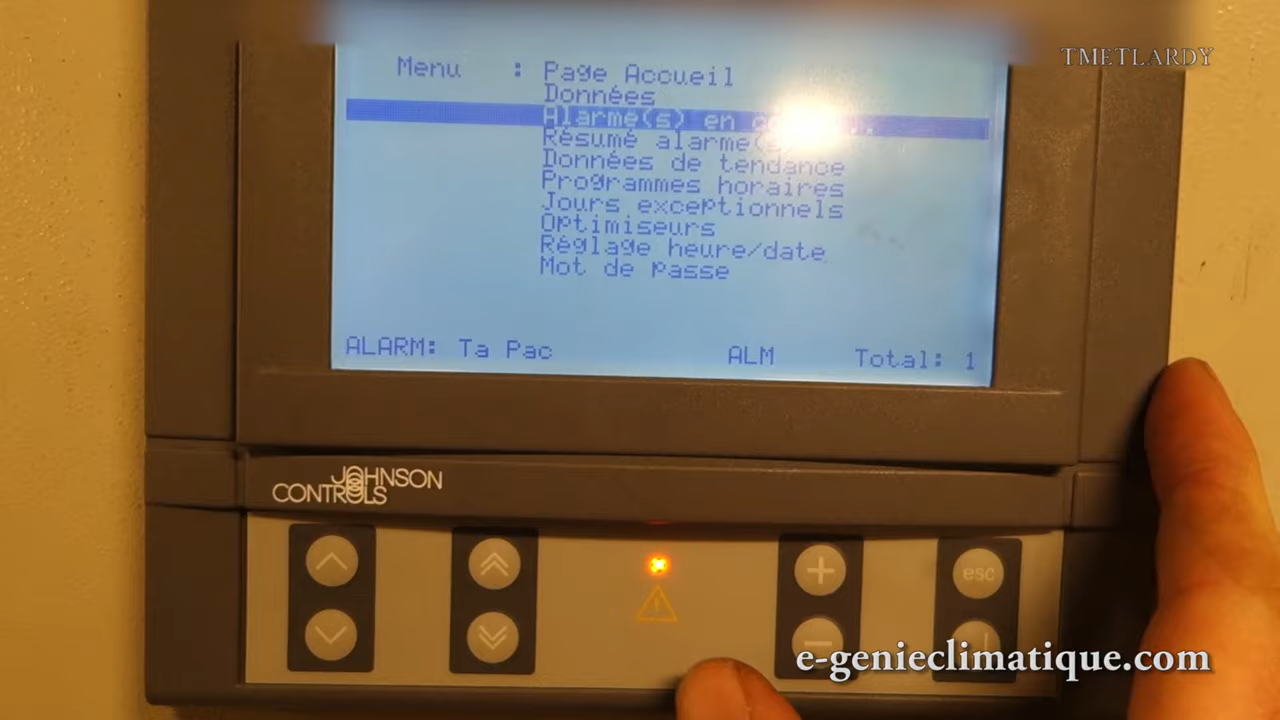 TMETLARDY
Menu : Page Accueil
Données
Alarme(s) en
Résumé alarme(s)
Données de tendance
Programmes horaires
Jours exceptionnels
Optimiseurs
Réglage heure/date
Mot de passe
ALARM: Ta Pac ALM Total: 1
JOHNSON
CONTROLS
esc
e-genieclimatique.com